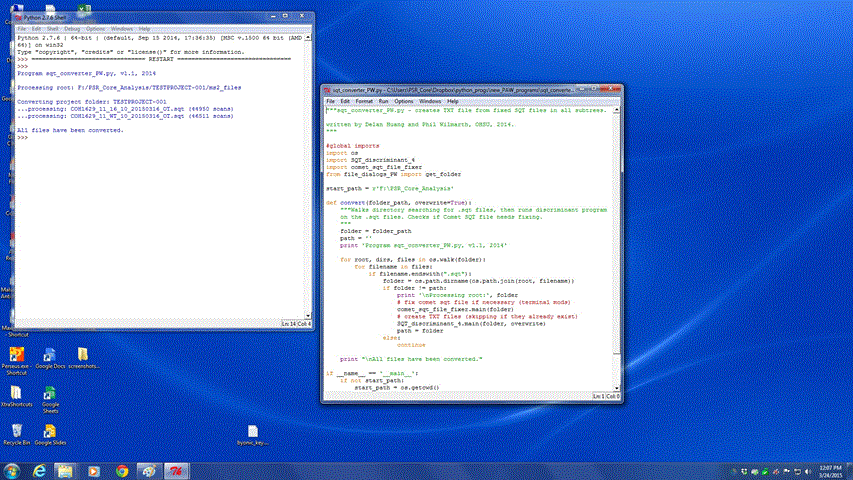 Python 2.7.6 Shell
File Edit Shell Debug Options Windows Help
Python 2.7.6 | 64-bit | (default, Sep 15 2014, 17:36:35) [MSC v.1500 64 bit (AMD
64)] on win32
Type "copyright", "credits" or "license()" for more information.
>>> ================================ RESTART ================================
>>>
Program sqt_converter_PW.py, v1.1, 2014
Processing root: F:/PSR_Core_Analysis/TESTPROJECT-001/ms2_files
Converting project folder: TESTPROJECT-001
...processing: COH1629_11_16_10_20150316_OT.sqt (44950 scans)
...processing: COH1629_11_WT_10_20150316_OT.sqt (46511 scans)
All files have been converted.
>>>
Ln: 14 Col: 4
sqt_converter_PW.py - C:\Users\PSR_Core\Dropbox\python_progs\new_PAW_programs\sqt_converte...
File Edit Format Run Options Windows Help
"""sqt_converter_PW.py - creates TXT file from fixed SQT files in all subtrees.
written by Delan Huang and Phil Wilmarth, OHSU, 2014.
"""
#global imports
import os
import SQT_discriminant_4
import comet_sqt_file_fixer
from file_dialogs_PW import get_folder
start_path = r'F:\PSR_Core_Analysis'
def convert(folder_path, overwrite=True):
"""Walks directory searching for .sqt files, then runs discriminant program
on the .sqt files. Checks if Comet SQT file needs fixing.
"""
folder = folder_path
path = ''
print 'Program sqt_converter_PW.py, v1.1, 2014'
for root, dirs, files in os.walk(folder):
for filename in files:
if filename.endswith(".sqt"):
folder = os.path.dirname(os.path.join(root, filename))
if folder != path:
print '\nProcessing root:', folder
# fix comet sqt file if necessary (terminal mods)
comet_sqt_file_fixer.main(folder)
# create TXT files (skipping if they already exist)
SQT_discriminant_4.main(folder, overwrite)
path = folder
else:
continue
print "\nAll files have been converted."
if __name__ == '__main__':
if not start_path:
start_path = os.getcwd()
Ln: 1 Col: 0
Perseus.exe - Shortcut
Google Docs
screenshots...
XtraShortcuts
Google Sheets
Recycle Bin
Google Slides
byonic_key...
12:07 PM
3/24/2015